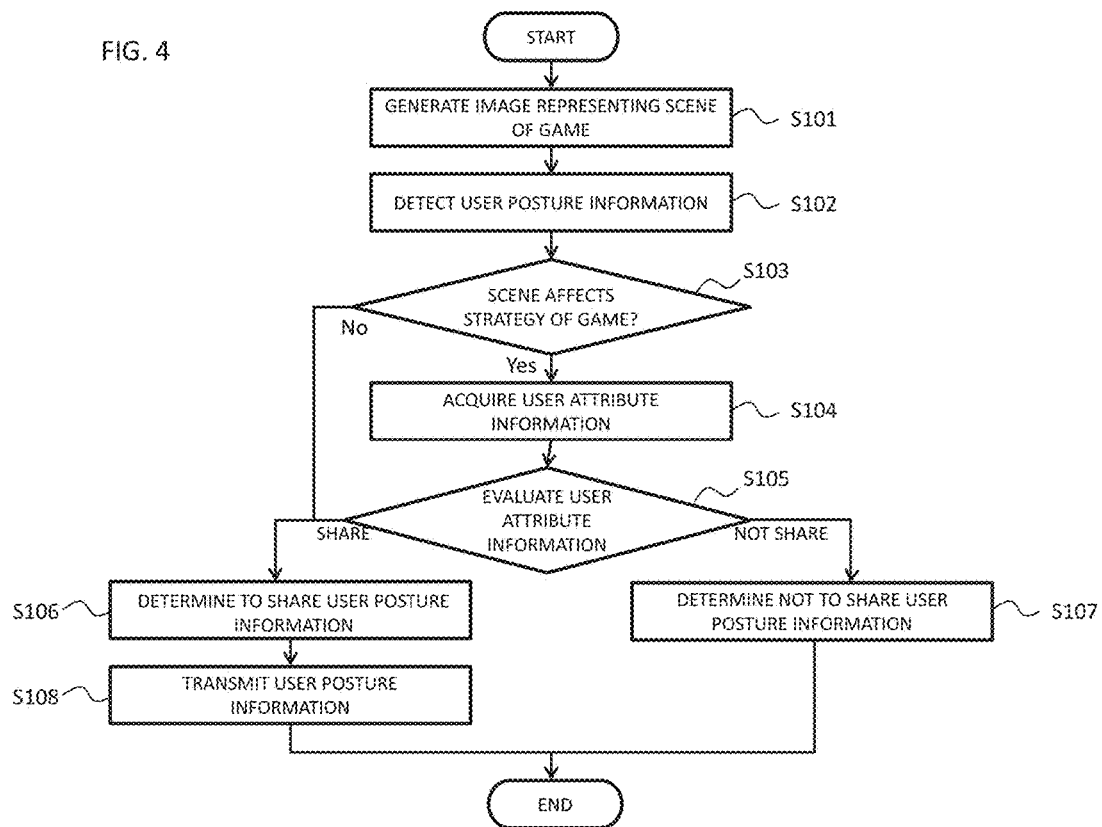 FIG. 4
START
GENERATE IMAGE REPRESENTING SCENE
OF GAME
S101
DETECT USER POSTURE INFORMATION
S102
S103
SCENE AFFECTS
STRATEGY OF GAME?
No
Yes
ACQUIRE USER ATTRIBUTE
INFORMATION
S104
S105
EVALUATE USER
ATTRIBUTE
INFORMATION
SHARE
NOT SHARE
S106
DETERMINE TO SHARE USER POSTURE
INFORMATION
DETERMINE NOT TO SHARE USER
POSTURE INFORMATION
S107
S108
TRANSMIT USER POSTURE
INFORMATION
END